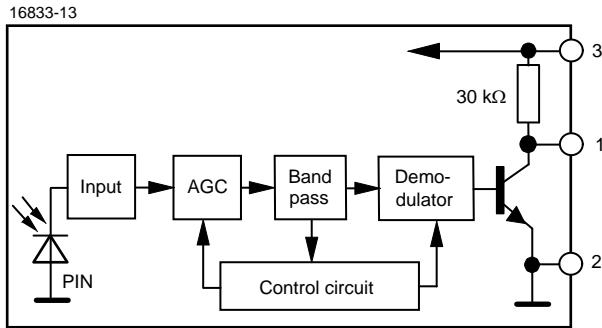 16833-13
3
30 kΩ
1
Input
AGC
Band
pass
Demo-
dulator
2
PIN
Control circuit